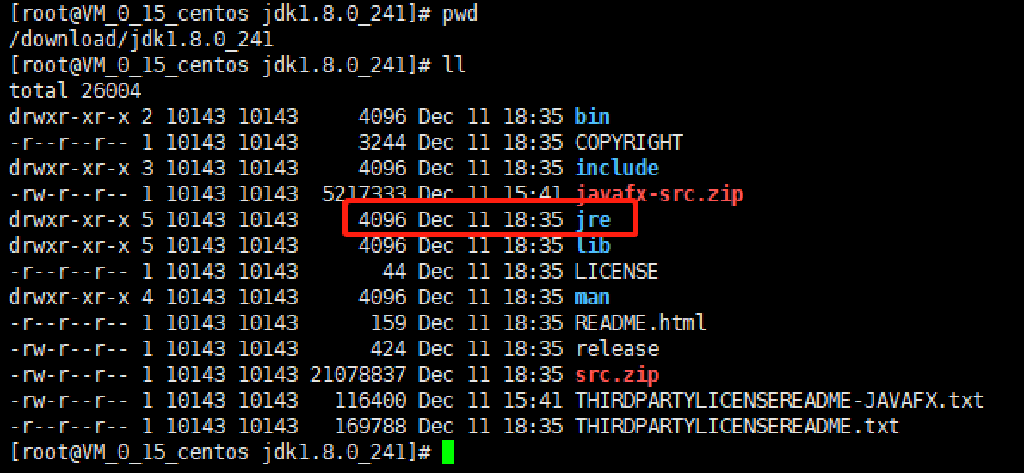 [root@VM_0_15_centos jdk1.8.0_241]# pwd
/download/jdk1.8.0_241
[root@VM_0_15_centos jdk1.8.0_241]# ll
total 26004
drwxr-xr-x 2 10143 10143     4096 Dec 11 18:35 bin
-r--r--r-- 1 10143 10143     3244 Dec 11 18:35 COPYRIGHT
drwxr-xr-x 3 10143 10143     4096 Dec 11 18:35 include
-rw-r--r-- 1 10143 10143  5217333 Dec 11 15:41 javafx-src.zip
drwxr-xr-x 5 10143 10143     4096 Dec 11 18:35 jre
drwxr-xr-x 5 10143 10143     4096 Dec 11 18:35 lib
-r--r--r-- 1 10143 10143       44 Dec 11 18:35 LICENSE
drwxr-xr-x 4 10143 10143     4096 Dec 11 18:35 man
-r--r--r-- 1 10143 10143      159 Dec 11 18:35 README.html
-rw-r--r-- 1 10143 10143      424 Dec 11 18:35 release
-rw-r--r-- 1 10143 10143 21078837 Dec 11 18:35 src.zip
-rw-r--r-- 1 10143 10143   116400 Dec 11 15:41 THIRDPARTYLICENSEREADME-JAVAFX.txt
-r--r--r-- 1 10143 10143   169788 Dec 11 18:35 THIRDPARTYLICENSEREADME.txt
[root@VM_0_15_centos jdk1.8.0_241]#